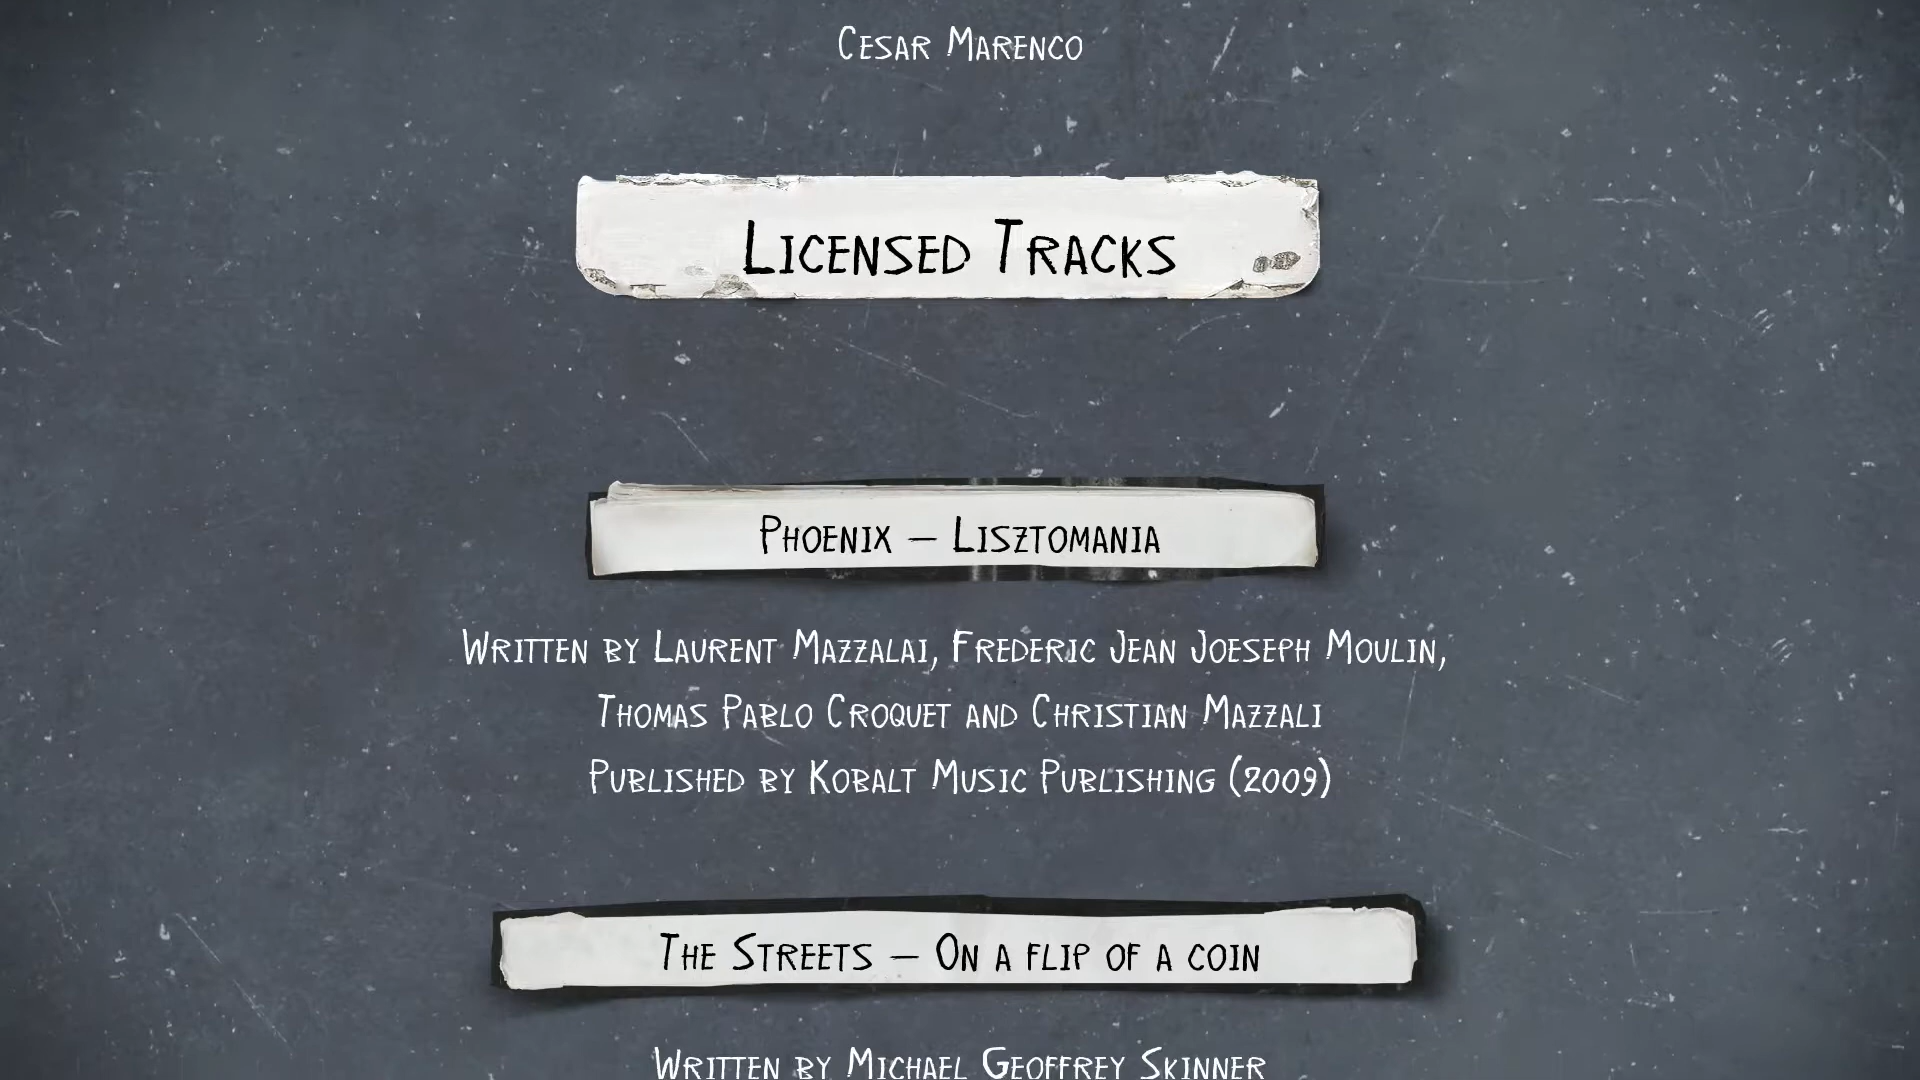 Cesar Marenco
Licensed Tracks
Phoenix – Lisztomania
Written by Laurent Mazzalai, Frederic Jean Joeseph Moulin,
Thomas Pablo Croquet and Christian Mazzali
Published by Kobalt Music Publishing (2009)
The Streets – On a flip of a coin
Written by Michael Geoffrey Skinner